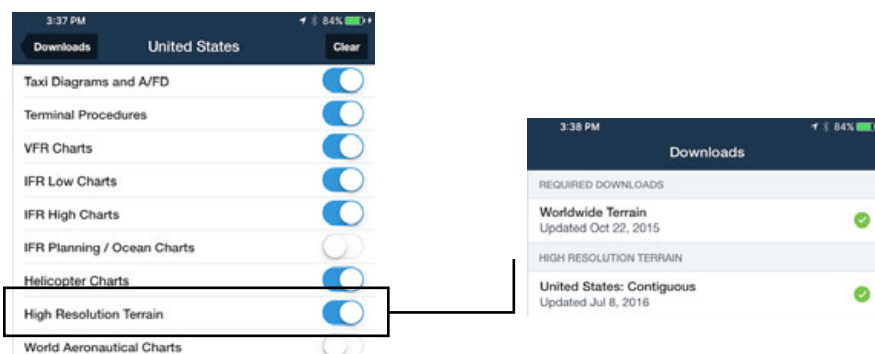 3:37 PM
84%
Downloads
United States
Clear
Taxi Diagrams and A/FD
Terminal Procedures
VFR Charts
IFR Low Charts
IFR High Charts
IFR Planning / Ocean Charts
Helicopter Charts
High Resolution Terrain
World Aeronautical Charts
3:38 PM
84%
Downloads
REQUIRED DOWNLOADS
Worldwide Terrain
Updated Oct 22, 2015
HIGH RESOLUTION TERRAIN
United States: Contiguous
Updated Jul 8, 2016